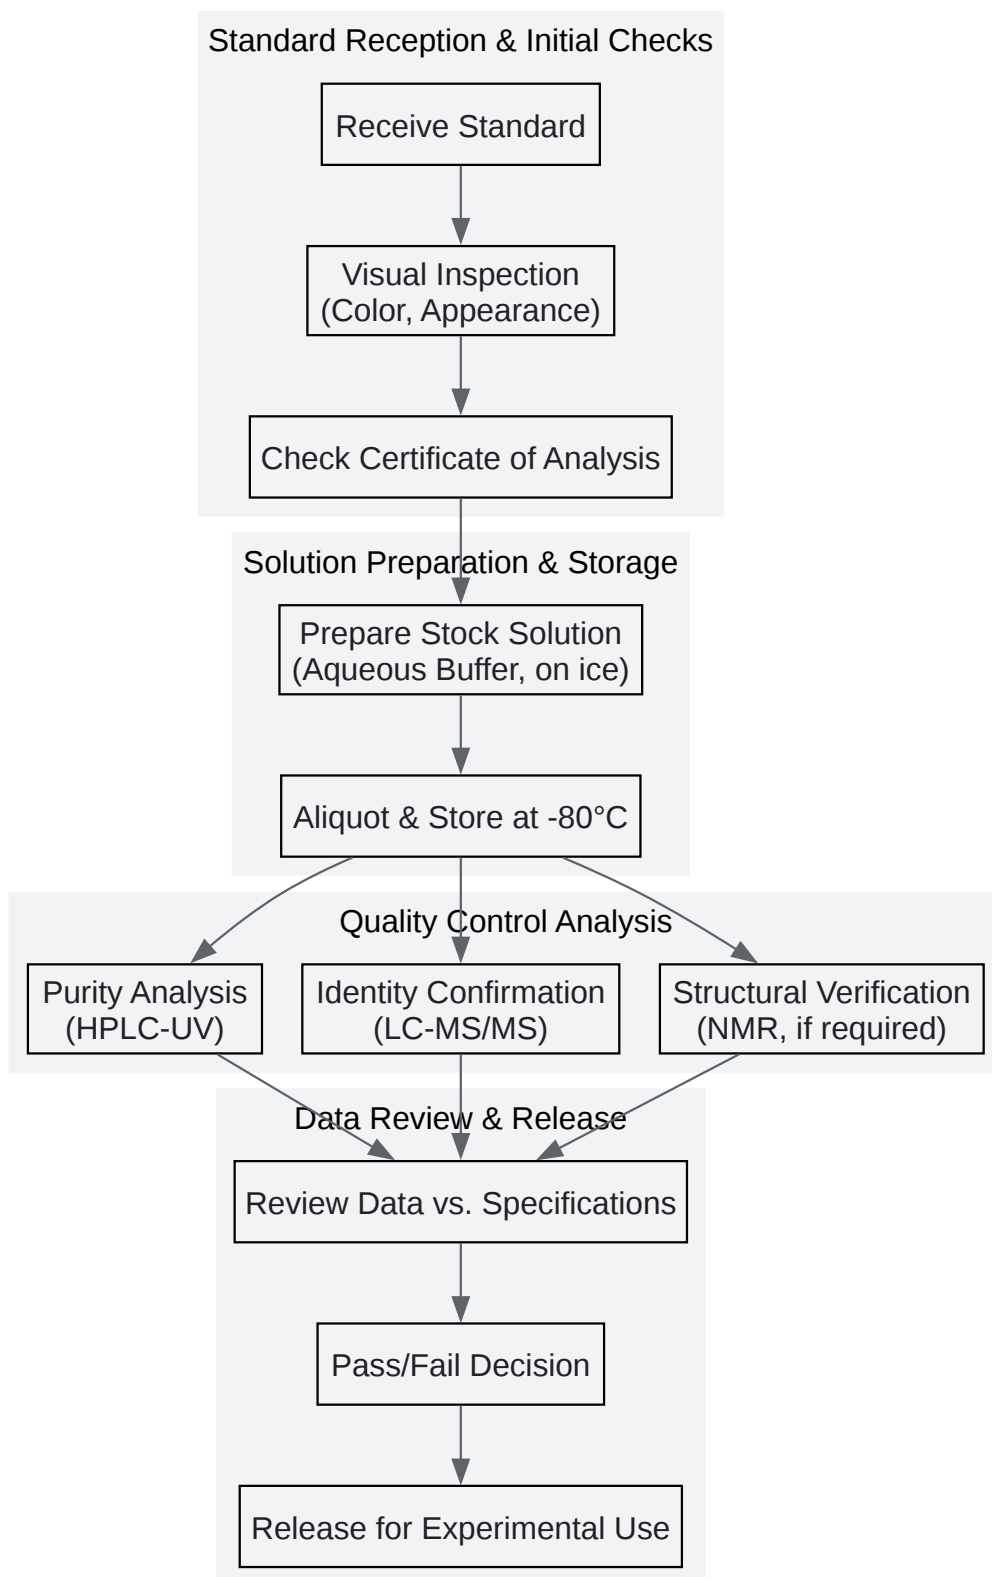 Standard Reception & Initial Checks
Receive Standard
Visual Inspection
(Color, Appearance)
Check Certificate of Analysis
Solution Preparation & Storage
Prepare Stock Solution
(Aqueous Buffer, on ice)
Aliquot & Store at -80°C
Quality Control Analysis
Purity Analysis
(HPLC-UV)
Identity Confirmation
(LC-MS/MS)
Structural Verification
(NMR, if required)
Data Review & Release
Review Data vs. Specifications
Pass/Fail Decision
Release for Experimental Use